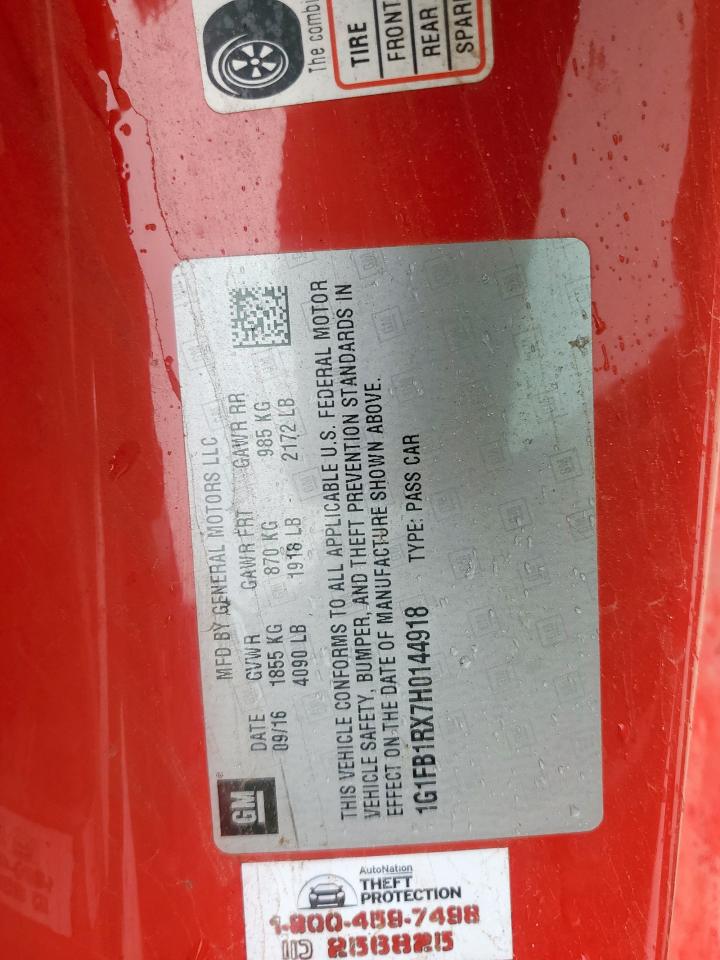 The combi
TIRE
FRONT
REAR
SPAR
MFD BY GENERAL MOTORS LLC
DATE GVWR GAWR FRT GAWR RR
09/16 1855 KG 870 KG 985 KG
4090 LB 1918 LB 2172 LB
GM®
THIS VEHICLE CONFORMS TO ALL APPLICABLE U.S. FEDERAL MOTOR
VEHICLE SAFETY, BUMPER, AND THEFT PREVENTION STANDARDS IN
EFFECT ON THE DATE OF MANUFACTURE SHOWN ABOVE.
1G1FB1RX7H0144918 TYPE: PASS CAR
AutoNation
THEFT
PROTECTION
1-800-459-7498
ID 256825